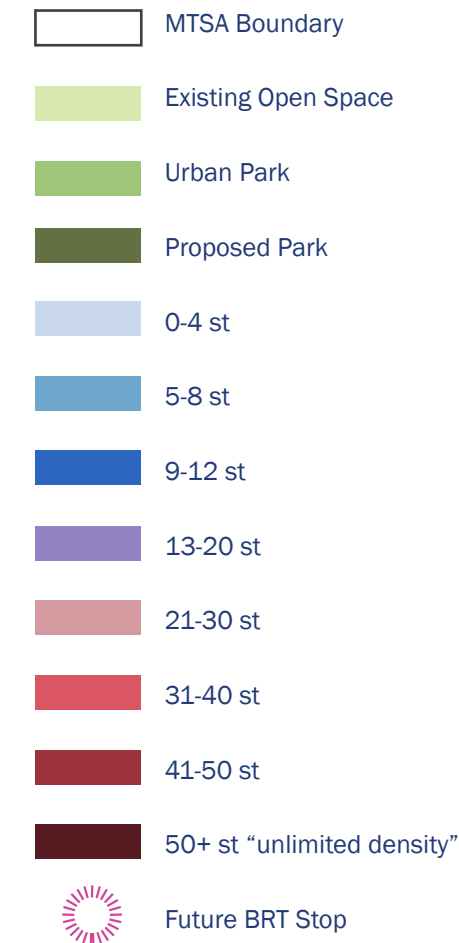 MTSA Boundary
Existing Open Space
Urban Park
Proposed Park
0-4 st
5-8 st
9-12 st
13-20 st
21-30 st
31-40 st
41-50 st
50+ st “unlimited density”
Future BRT Stop